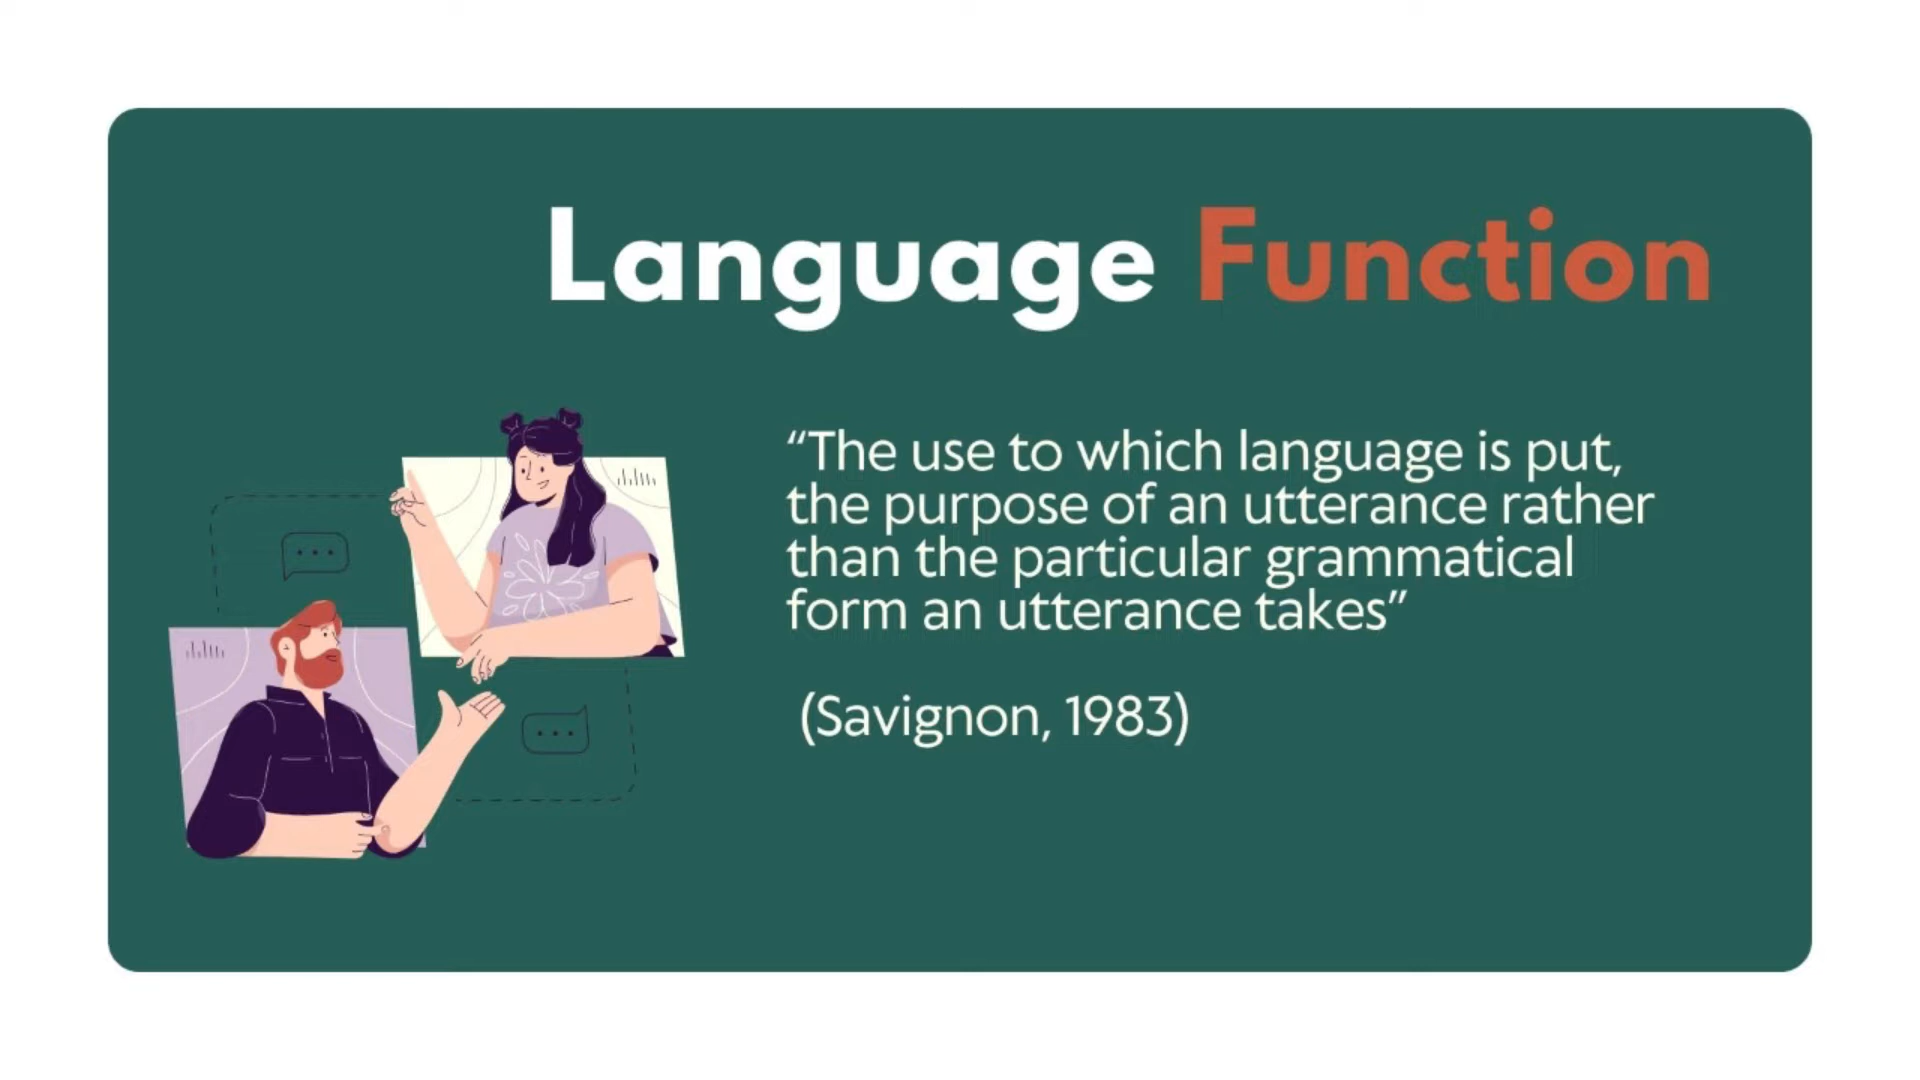 Language Function
“The use to which language is put,
the purpose of an utterance rather
than the particular grammatical
form an utterance takes”
(Savignon, 1983)